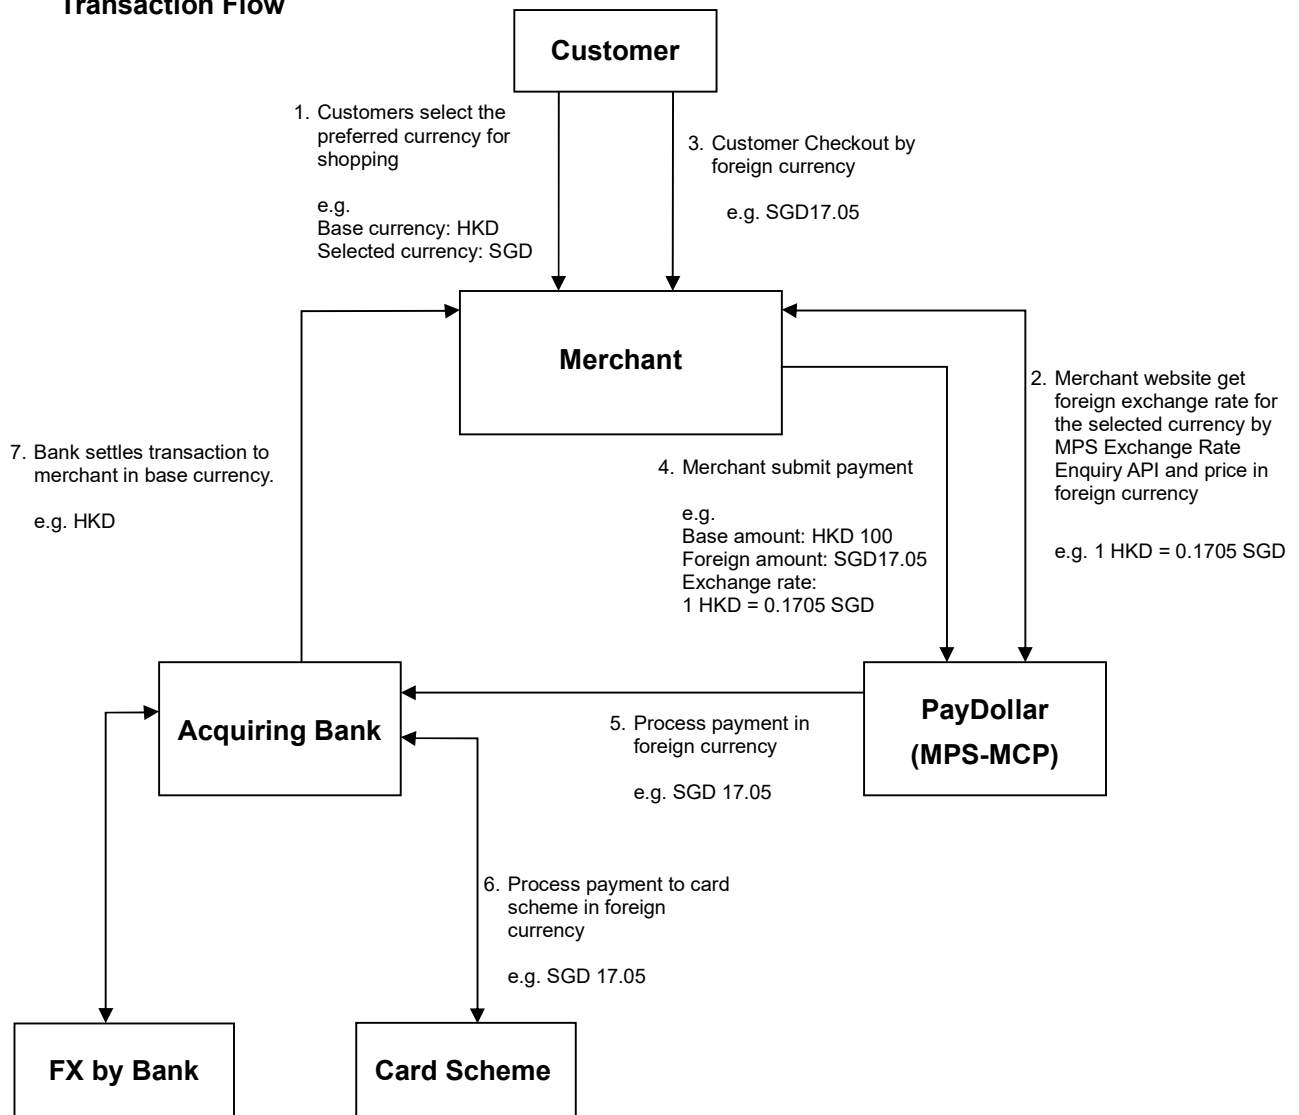 Transaction Flow
Customer
1. Customers select the
preferred currency for
shopping
e.g.
Base currency: HKD
Selected currency: SGD
3. Customer Checkout by
foreign currency
e.g. SGD17.05
Merchant
2. Merchant website get
foreign exchange rate for
the selected currency by
MPS Exchange Rate
Enquiry API and price in
foreign currency
e.g. 1 HKD = 0.1705 SGD
7. Bank settles transaction to
merchant in base currency.
e.g. HKD
4. Merchant submit payment
e.g.
Base amount: HKD 100
Foreign amount: SGD17.05
Exchange rate:
1 HKD = 0.1705 SGD
Acquiring Bank
PayDollar
(MPS-MCP)
5. Process payment in
foreign currency
e.g. SGD 17.05
6. Process payment to card
scheme in foreign
currency
e.g. SGD 17.05
FX by Bank
Card Scheme